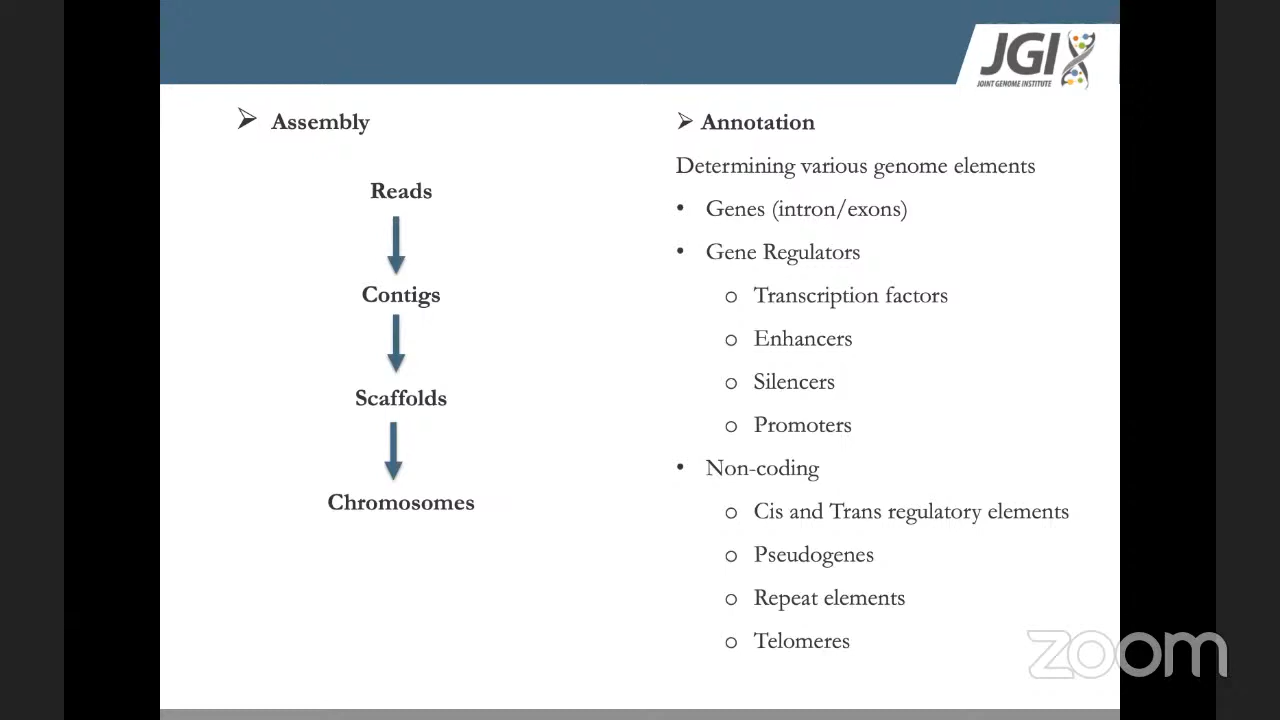 JGI
JOINT GENOME INSTITUTE
➢ Assembly
Reads
Contigs
Scaffolds
Chromosomes
➢ Annotation
Determining various genome elements
• Genes (intron/exons)
• Gene Regulators
o Transcription factors
o Enhancers
o Silencers
o Promoters
• Non-coding
o Cis and Trans regulatory elements
o Pseudogenes
o Repeat elements
o Telomeres
zoom